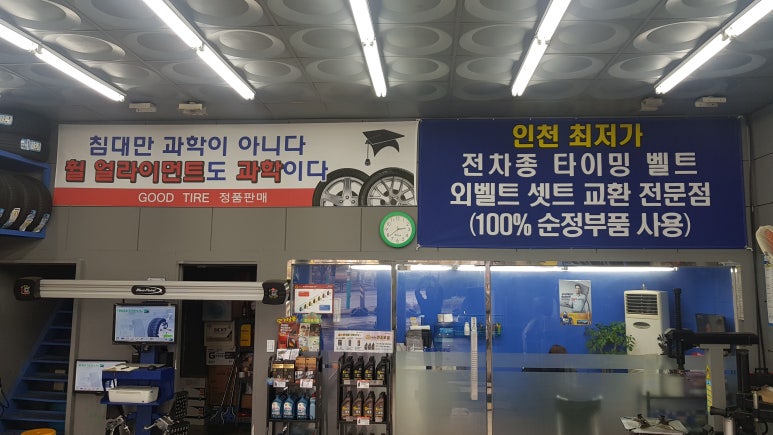 침대만 과학이 아니다
휠 얼라이먼트도 과학이다
GOOD TIRE 정품판매
인천 최저가
전차종 타이밍 벨트
외벨트 셋트 교환 전문점
(100% 순정부품 사용)